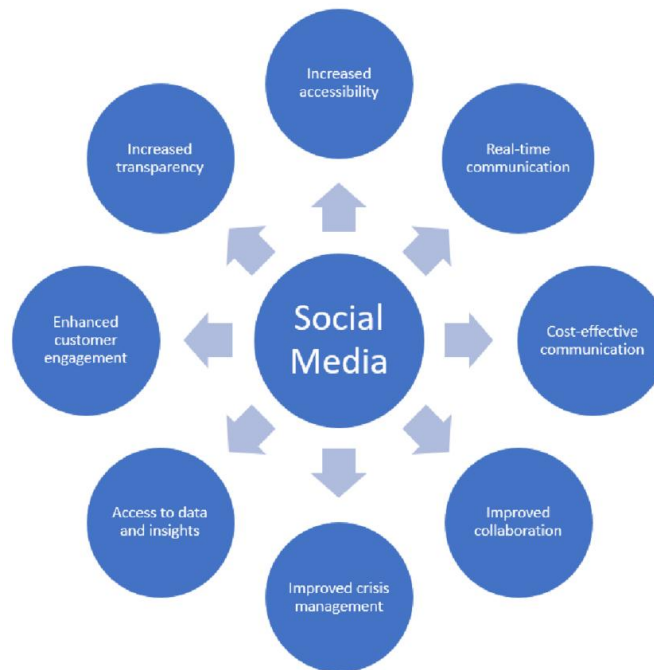 Increased
accessibility
Real-time
communication
Cost-effective
communication
Improved
collaboration
Improved crisis
management
Access to data
and insights
Enhanced
customer
engagement
Increased
transparency
Social
Media